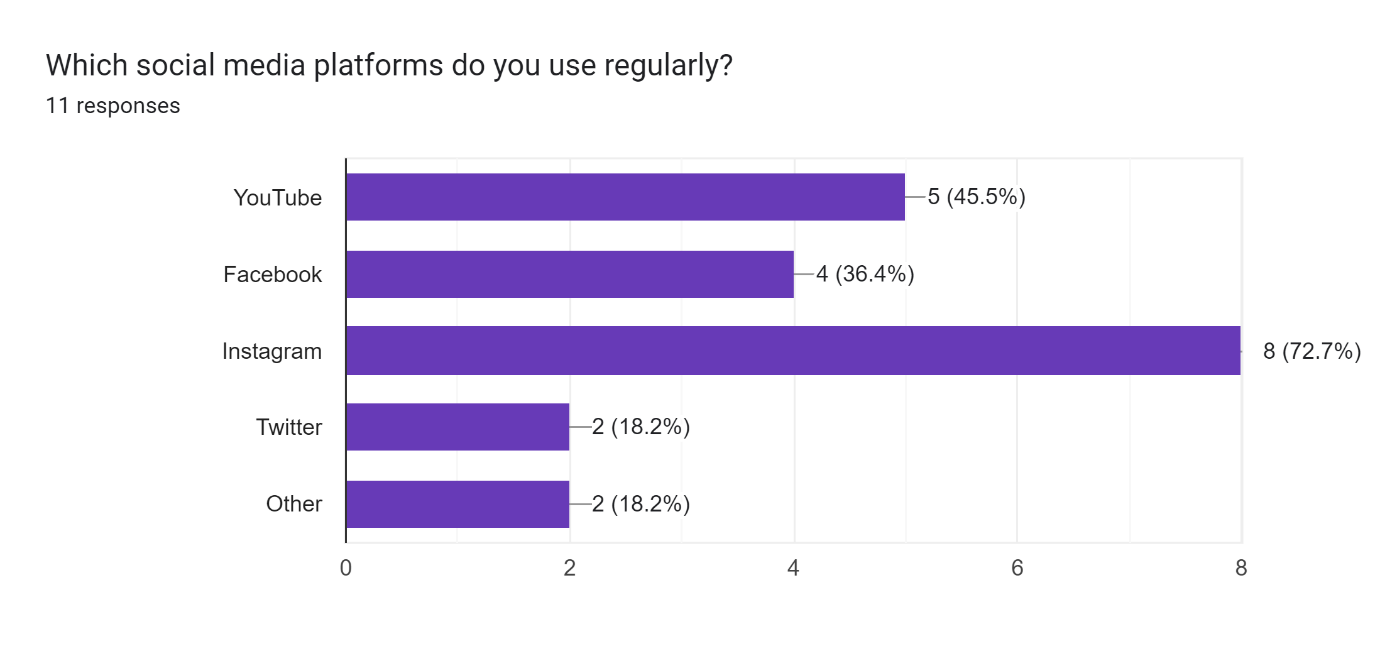 Which social media platforms do you use regularly?
11 responses
YouTube 5 (45.5%)
Facebook 4 (36.4%)
Instagram 8 (72.7%)
Twitter 2 (18.2%)
Other 2 (18.2%)
0 2 4 6 8